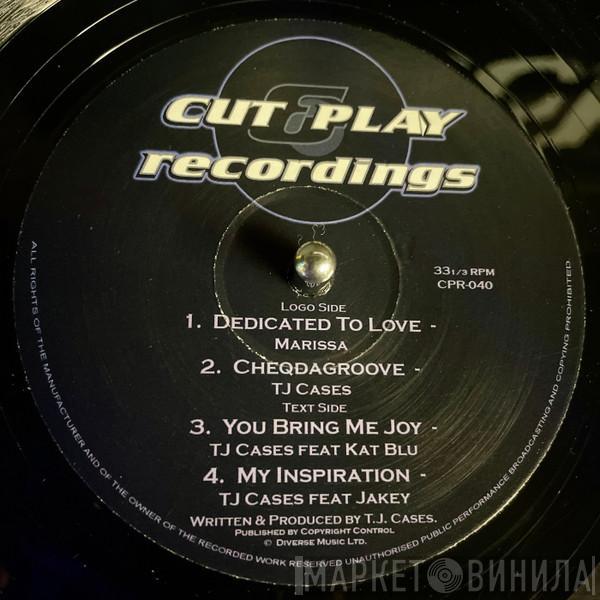 CUT & PLAY
recordings
33 1/3 RPM
CPR-040
LOGO SIDE
1. DEDICATED TO LOVE -
MARISSA
2. CHEQDAGROOVE -
TJ CASES
TEXT SIDE
3. YOU BRING ME JOY -
TJ CASES FEAT KAT BLU
4. MY INSPIRATION -
TJ CASES FEAT JAKEY
WRITTEN & PRODUCED BY T.J. CASES.
PUBLISHED BY COPYRIGHT CONTROL
© DIVERSE MUSIC LTD.
ALL RIGHTS OF THE MANUFACTURER AND OF THE OWNER OF THE RECORDED WORK RESERVED UNAUTHORISED PUBLIC PERFORMANCE BROADCASTING AND COPYING PROHIBITED
МАРКЕТ ВИНИЛА